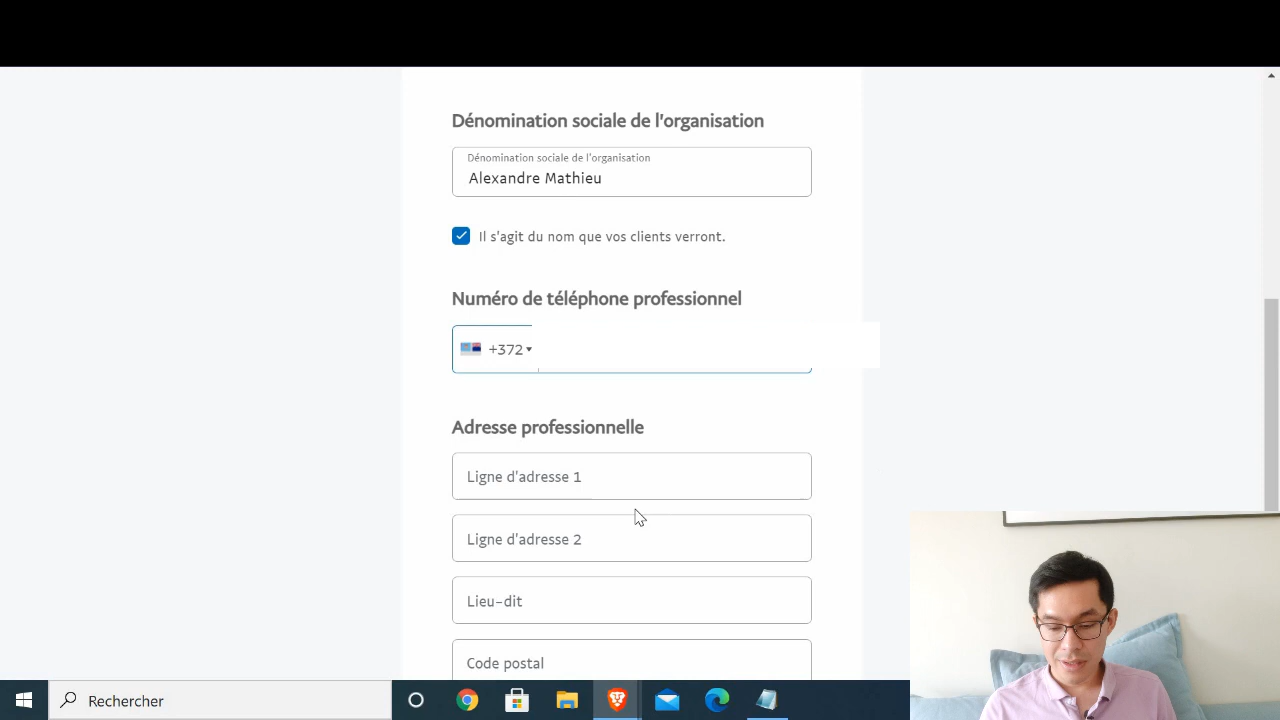 Dénomination sociale de l'organisation
Dénomination sociale de l'organisation
Alexandre Mathieu
Il s'agit du nom que vos clients verront.
Numéro de téléphone professionnel
+372
Adresse professionnelle
Ligne d'adresse 1
Ligne d'adresse 2
Lieu-dit
Code postal
Rechercher